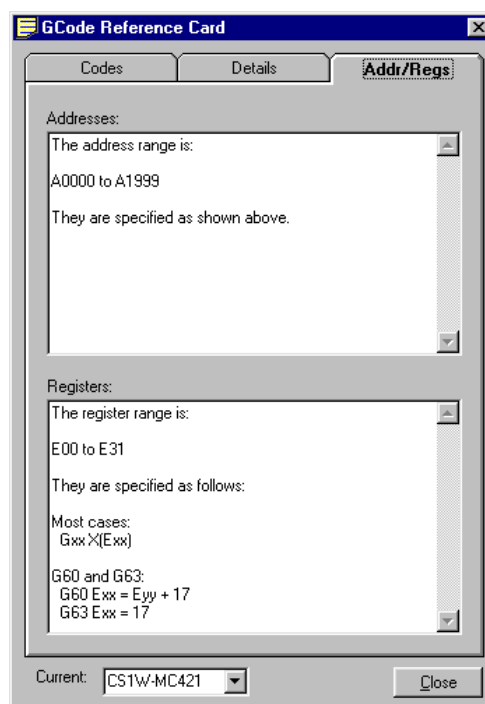 GCode Reference Card
Codes
Details
Addr/Regs
Addresses:
The address range is:
A0000 to A1999
They are specified as shown above.
Registers:
The register range is:
E00 to E31
They are specified as follows:
Most cases:
Gxx X(Exx)
G60 and G63:
G60 Exx = Eyy + 17
G63 Exx = 17
Current:
CS1W-MC421
Close